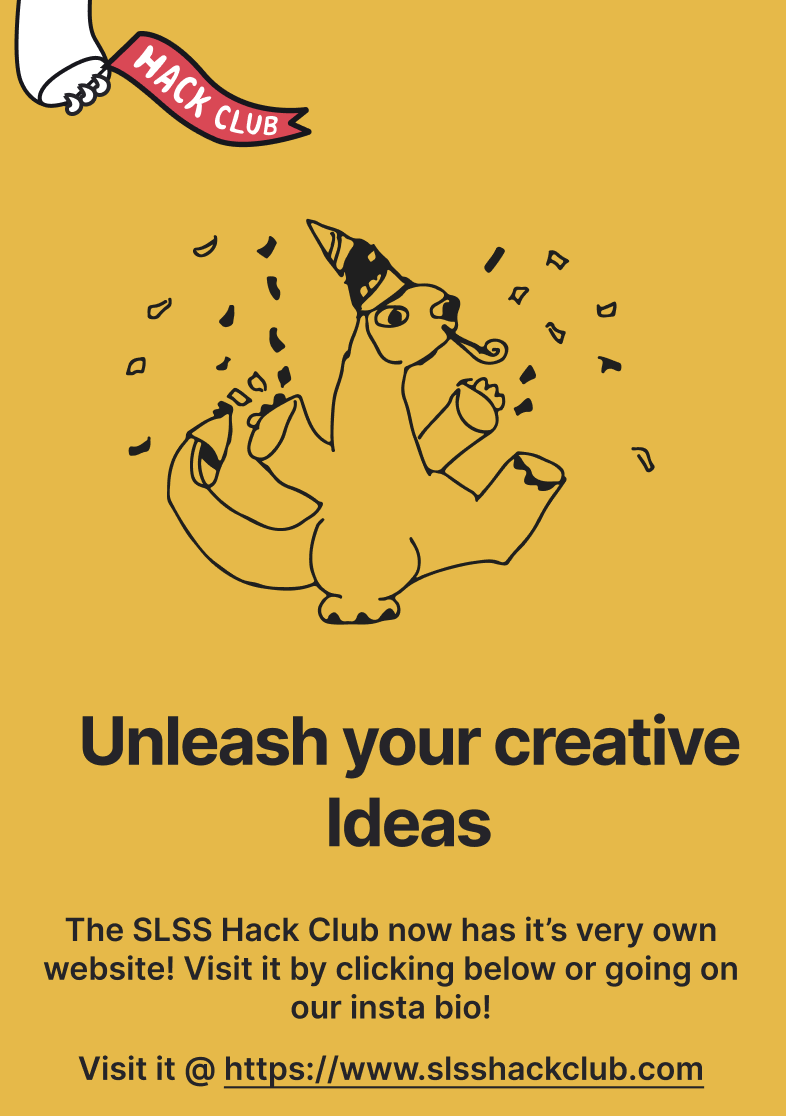 HACK CLUB
Unleash your creative
Ideas
The SLSS Hack Club now has it’s very own
website! Visit it by clicking below or going on
our insta bio!
Visit it @ https://www.slsshackclub.com